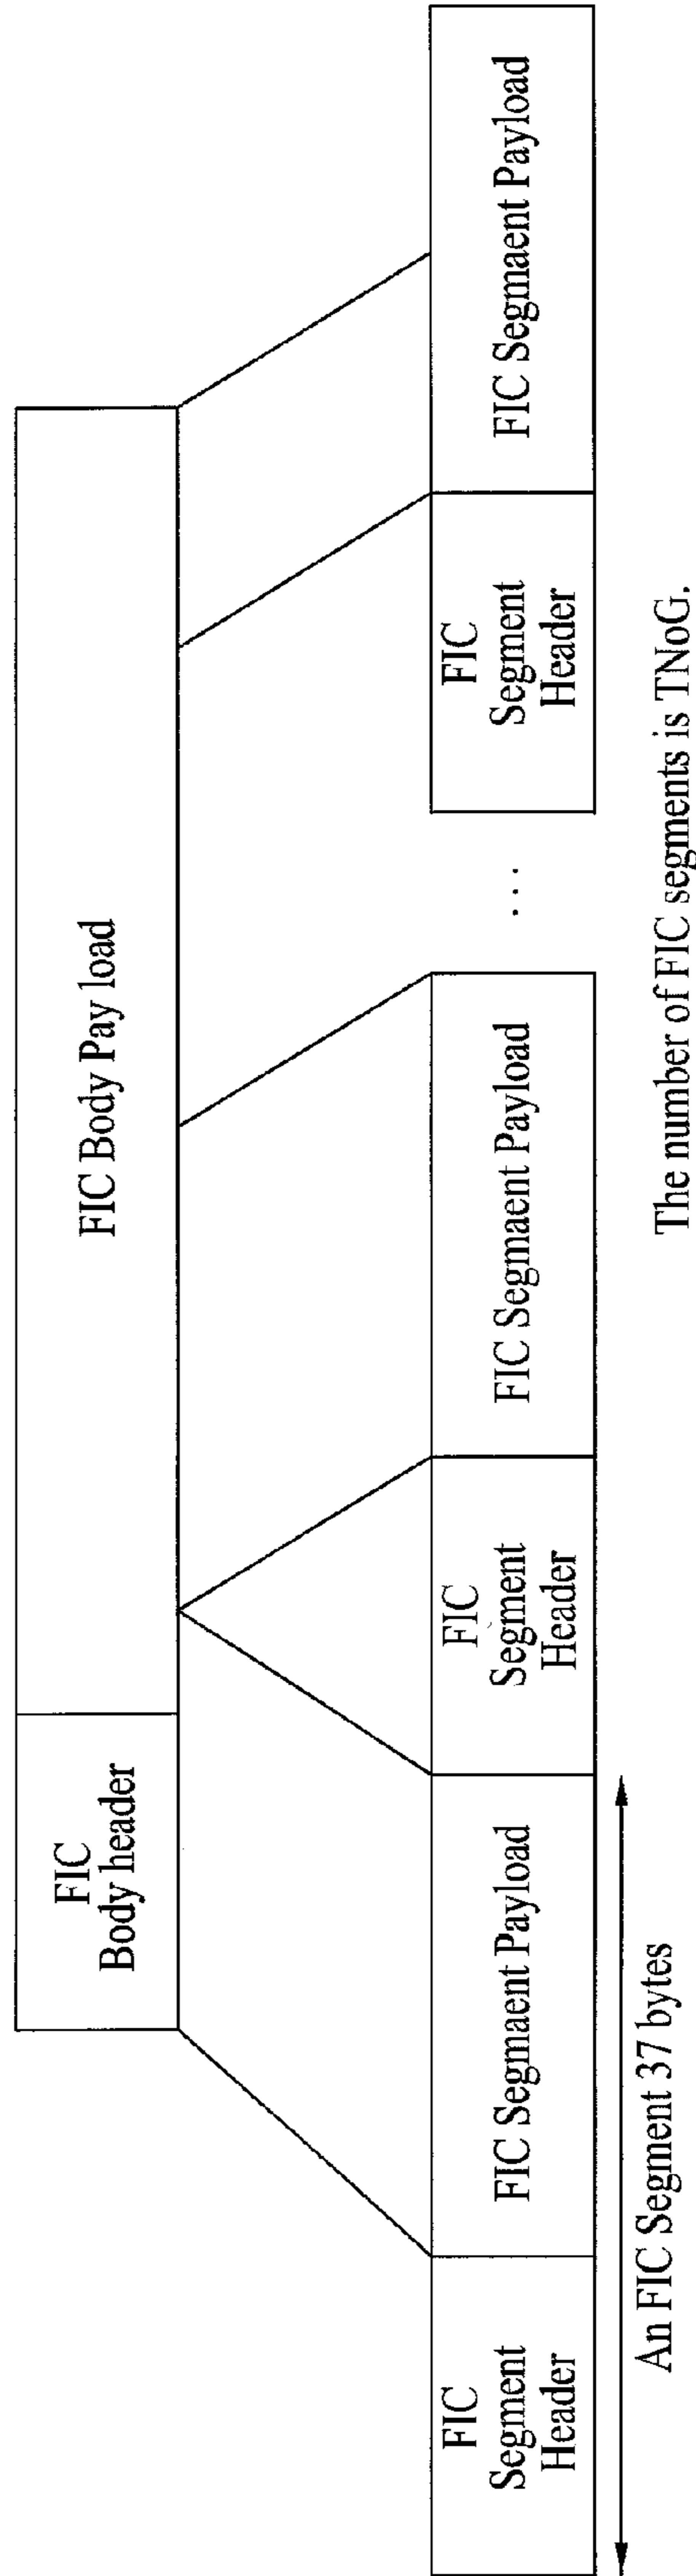 FIC
Body header
FIC Body Pay load
FIC
Segment
Header
FIC Segmaent Payload
FIC
Segment
Header
FIC Segmaent Payload
...
FIC
Segment
Header
FIC Segmaent Payload
An FIC Segment 37 bytes
The number of FIC segments is TNoG.